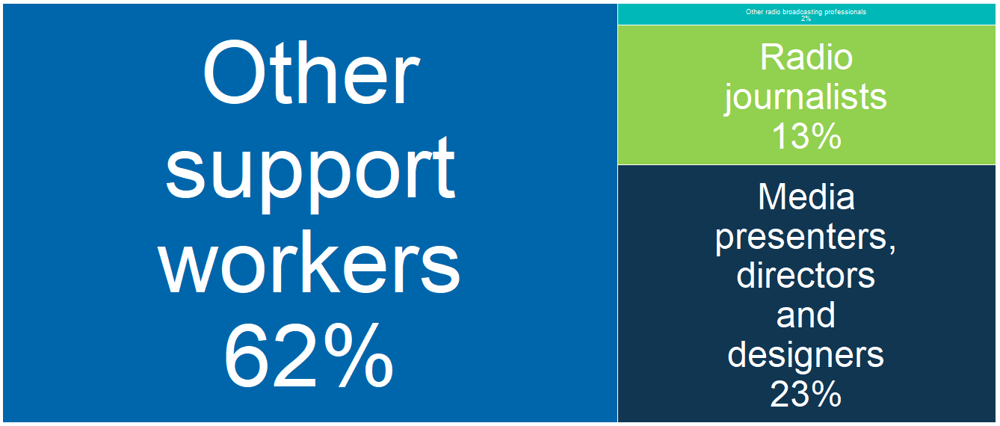 Other
support
workers
62%
Other radio broadcasting professionals
2%
Radio
journalists
13%
Media
presenters,
directors
and
designers
23%